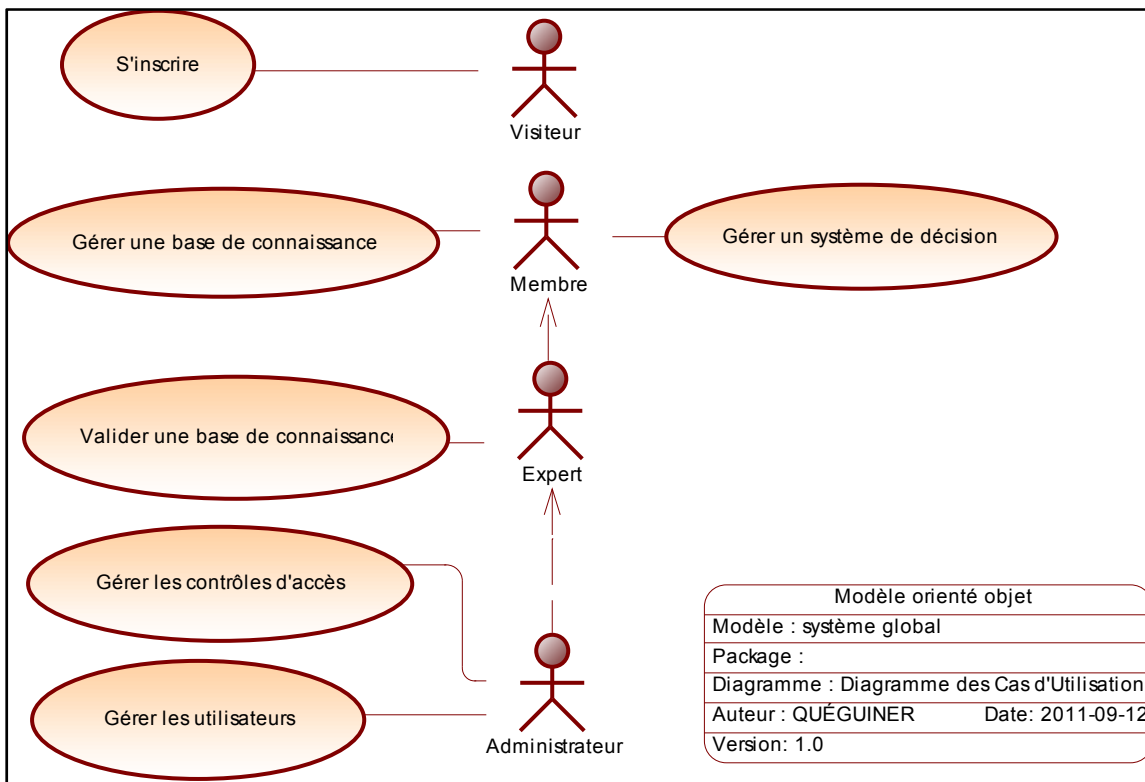 S'inscrire
Visiteur
Gérer une base de connaissance
Gérer un système de décision
Membre
Valider une base de connaissanc
Expert
Gérer les contrôles d'accès
Gérer les utilisateurs
Administrateur
Modèle orienté objet
Modèle : système global
Package :
Diagramme : Diagramme des Cas d'Utilisation
Auteur : QUÉGUINER Date: 2011-09-12
Version: 1.0